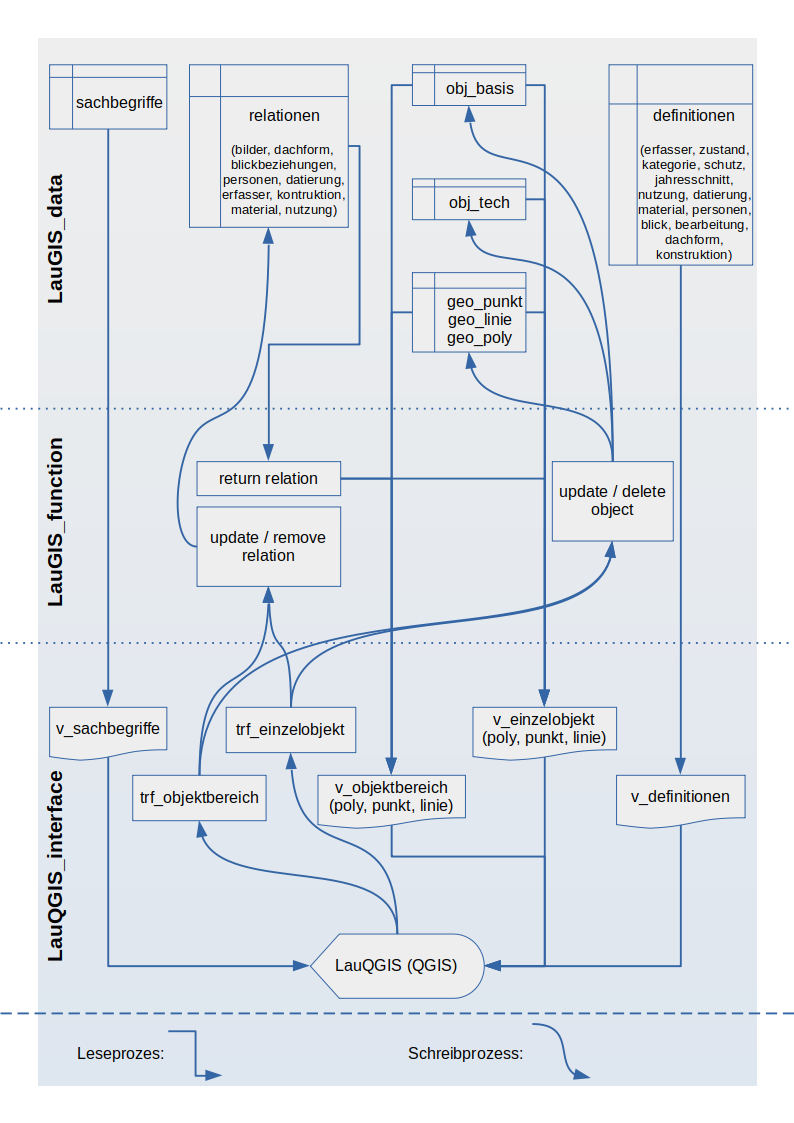 LauGIS_data
sachbegriffe
relationen
(bilder, dachform,
blickbeziehungen,
personen, datierung,
erfasser, kontruktion,
material, nutzung)
obj_basis
obj_tech
geo_punkt
geo_linie
geo_poly
definitionen
(erfasser, zustand,
kategorie, schutz,
jahresschnitt,
nutzung, datierung,
material, personen,
blick, bearbeitung,
dachform,
konstruktion)
LauGIS_function
return relation
update / remove
relation
update / delete
object
LauQGIS_interface
v_sachbegriffe
trf_einzelobjekt
v_einzelobjekt
(poly, punkt, linie)
trf_objektbereich
v_objektbereich
(poly, punkt, linie)
v_definitionen
LauQGIS (QGIS)
Leseprozes:
Schreibprozess: